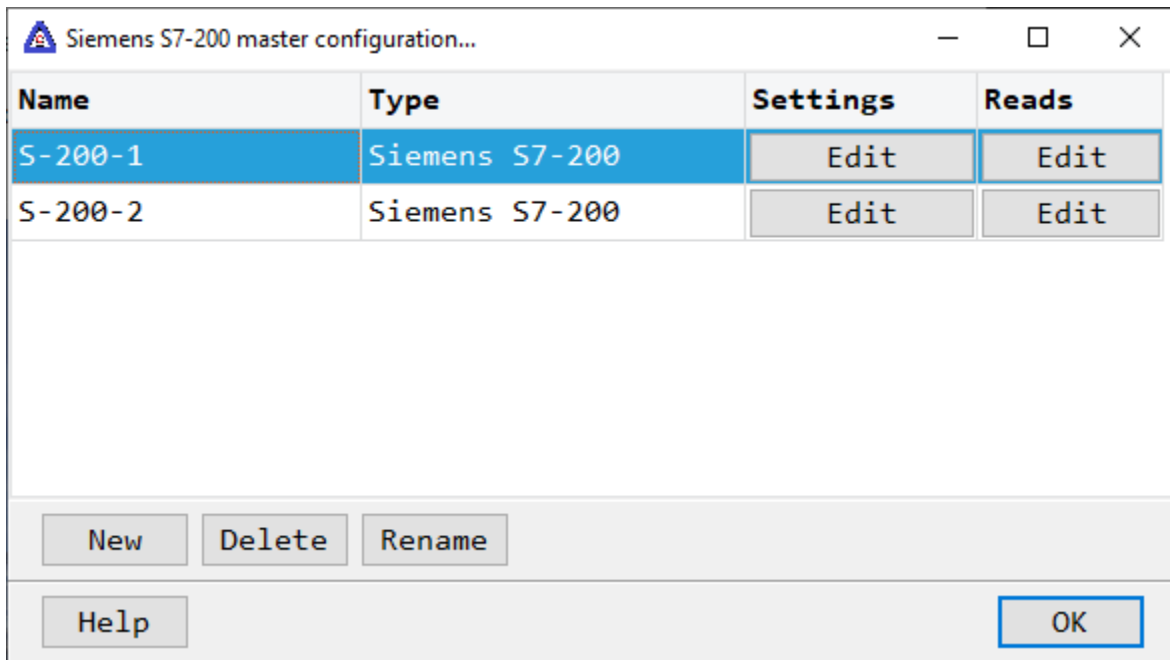 Siemens S7-200 master configuration...
Name Type Settings Reads
S-200-1 Siemens S7-200 Edit Edit
S-200-2 Siemens S7-200 Edit Edit
New Delete Rename
Help OK